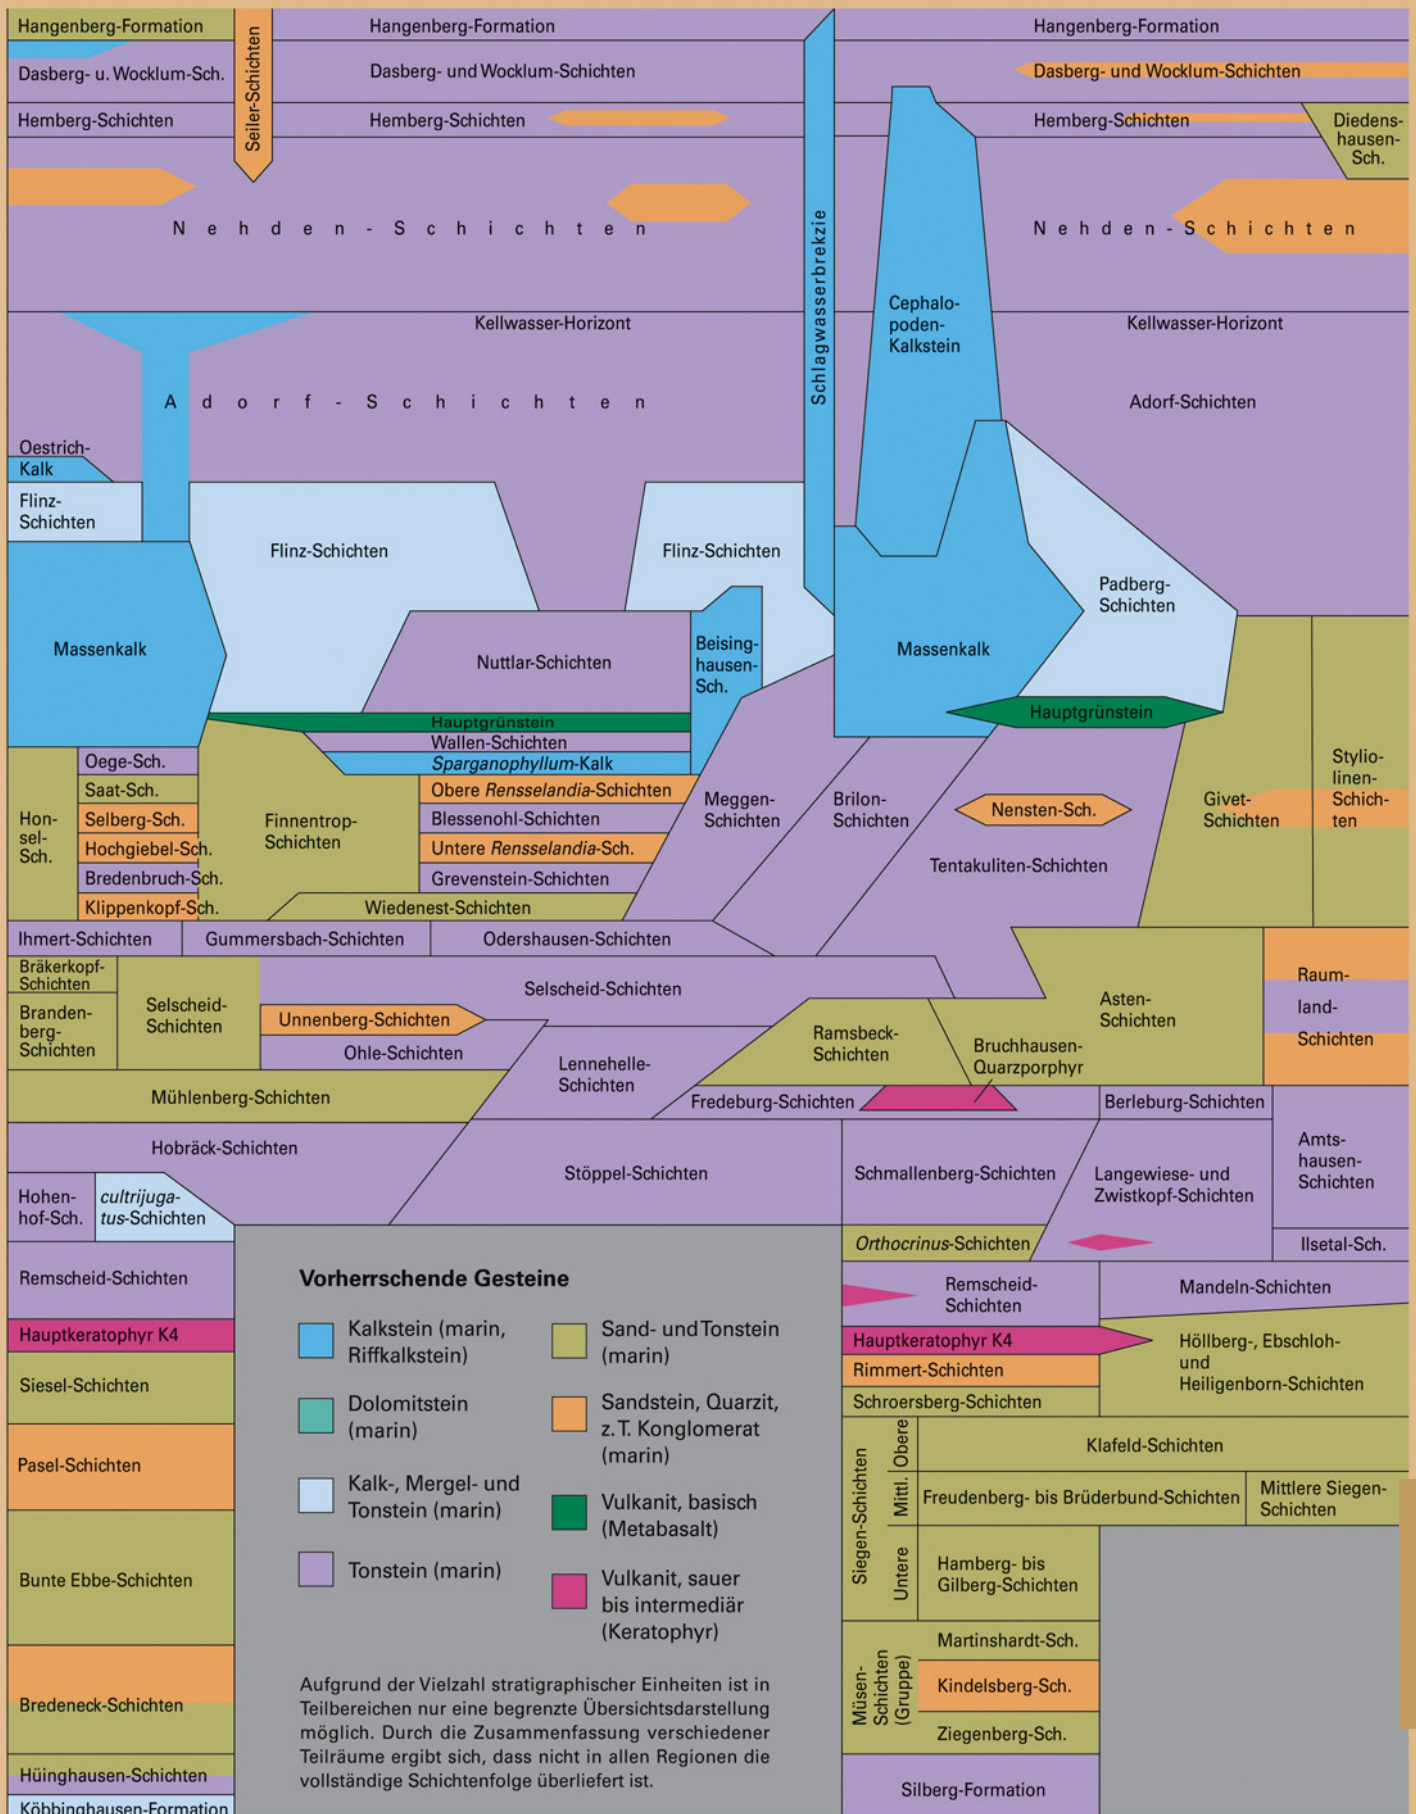 Hangenberg-Formation
Seiler-Schichten
Hangenberg-Formation
Hangenberg-Formation
Dasberg- u. Wocklum-Sch.
Dasberg- und Wocklum-Schichten
Dasberg- und Wocklum-Schichten
Hemberg-Schichten
Hemberg-Schichten
Hemberg-Schichten
Diedens-
hausen-
Sch.
Nehden-Schichten
Nehden-Schichten
Schlagwasserbrekzie
Cephalo-
poden-
Kalkstein
Kellwasser-Horizont
Kellwasser-Horizont
Adorf-Schichten
Adorf-Schichten
Oestrich-
Kalk
Flinz-
Schichten
Flinz-Schichten
Flinz-Schichten
Padberg-
Schichten
Massenkalk
Nuttlar-Schichten
Beising-
hausen-
Sch.
Massenkalk
Hauptgrünstein
Hauptgrünstein
Wallen-Schichten
Sparganophyllum-Kalk
Hon-
sel-
Sch.
Oege-Sch.
Saat-Sch.
Selberg-Sch.
Hochgiebel-Sch.
Bredenbruch-Sch.
Klippenkopf-Sch.
Finnentrop-
Schichten
Obere Rensselandia-Schichten
Blessenohl-Schichten
Untere Rensselandia-Sch.
Grevenstein-Schichten
Wiedenest-Schichten
Meggen-
Schichten
Brilon-
Schichten
Nensten-Sch.
Tentakuliten-Schichten
Givet-
Schichten
Stylio-
linen-
Schich-
ten
Ihmert-Schichten
Gummersbach-Schichten
Odershausen-Schichten
Bräkerkopf-
Schichten
Branden-
berg-
Schichten
Selscheid-
Schichten
Selscheid-Schichten
Unnenberg-Schichten
Ohle-Schichten
Lennehelle-
Schichten
Ramsbeck-
Schichten
Bruchhausen-
Quarzporphyr
Asten-
Schichten
Raum-
land-
Schichten
Mühlenberg-Schichten
Fredeburg-Schichten
Berleburg-Schichten
Hobräck-Schichten
Stöppel-Schichten
Schmallenberg-Schichten
Langewiese- und
Zwistkopf-Schichten
Amts-
hausen-
Schichten
Hohen-
hof-Sch.
cultrijuga-
tus-Schichten
Orthocrinus-Schichten
Ilsetal-Sch.
Remscheid-Schichten
Hauptkeratophyr K4
Siesel-Schichten
Pasel-Schichten
Bunte Ebbe-Schichten
Bredeneck-Schichten
Hüinghausen-Schichten
Köbbinghausen-Formation
Vorherrschende Gesteine
Kalkstein (marin,
Riffkalkstein)
Dolomitstein
(marin)
Kalk-, Mergel- und
Tonstein (marin)
Tonstein (marin)
Sand- und Tonstein
(marin)
Sandstein, Quarzit,
z. T. Konglomerat
(marin)
Vulkanit, basisch
(Metabasalt)
Vulkanit, sauer
bis intermediär
(Keratophyr)
Aufgrund der Vielzahl stratigraphischer Einheiten ist in
Teilbereichen nur eine begrenzte Übersichtsdarstellung
möglich. Durch die Zusammenfassung verschiedener
Teilräume ergibt sich, dass nicht in allen Regionen die
vollständige Schichtenfolge überliefert ist.
Remscheid-
Schichten
Mandeln-Schichten
Hauptkeratophyr K4
Rimmert-Schichten
Schroersberg-Schichten
Höllberg-, Ebschloh-
und
Heiligenborn-Schichten
Siegen-Schichten
Obere
Klafeld-Schichten
Mittl.
Freudenberg- bis Brüderbund-Schichten
Mittlere Siegen-
Schichten
Untere
Hamberg- bis
Gilberg-Schichten
Müsen-
Schichten
(Gruppe)
Martinshardt-Sch.
Kindelsberg-Sch.
Ziegenberg-Sch.
Silberg-Formation